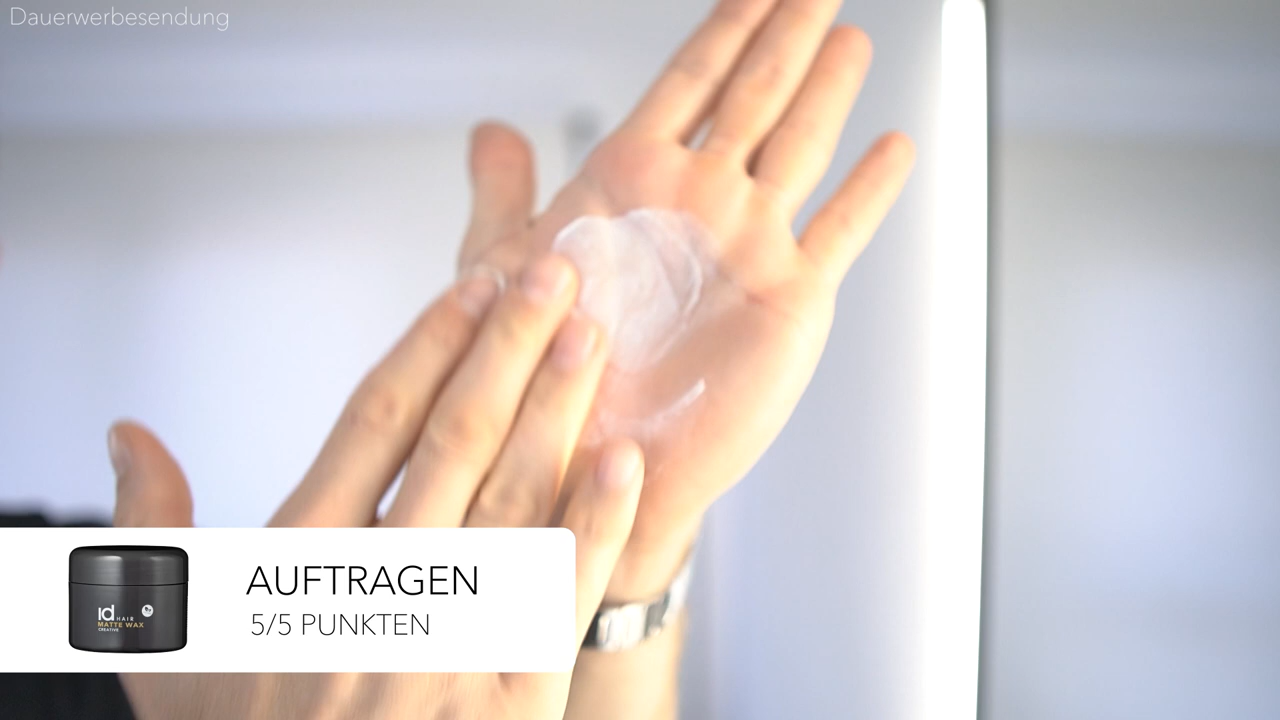 Dauerwerbesendung
AUFTRAGEN
5/5 PUNKTEN
id HAIR
MATTE WAX
CREATIVE